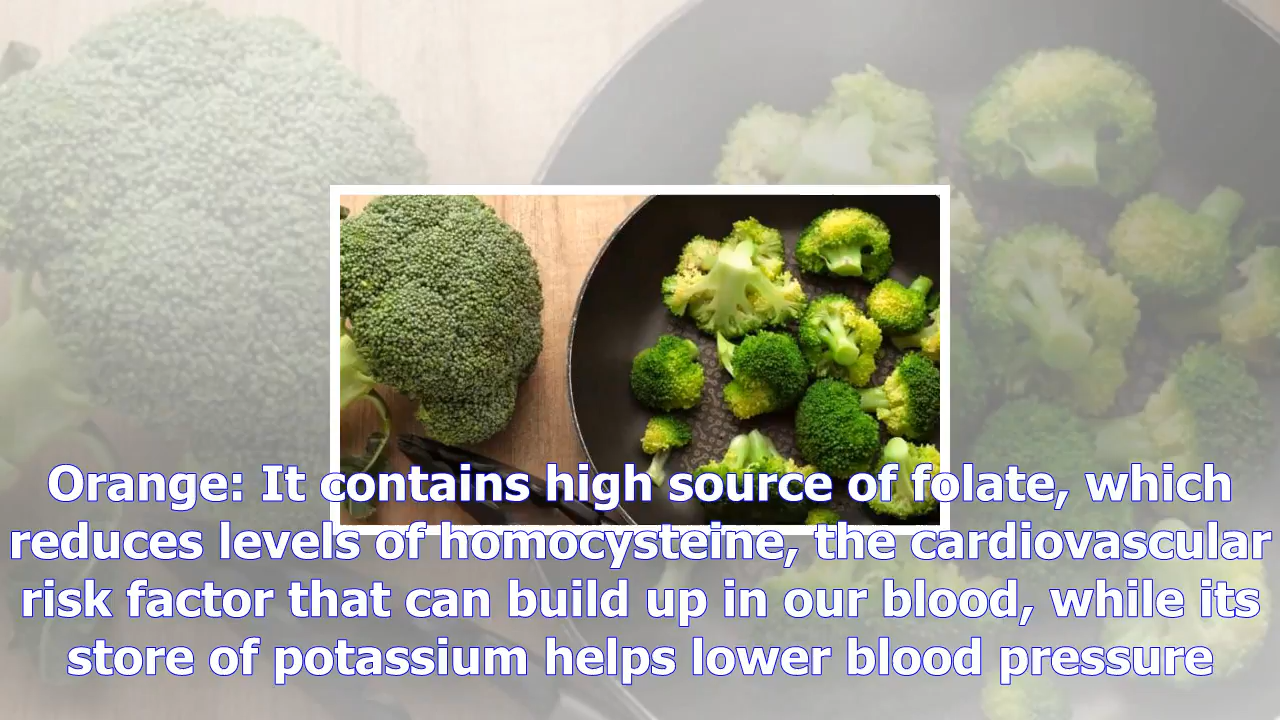 Orange: It contains high source of folate, which
reduces levels of homocysteine, the cardiovascular
risk factor that can build up in our blood, while its
store of potassium helps lower blood pressure